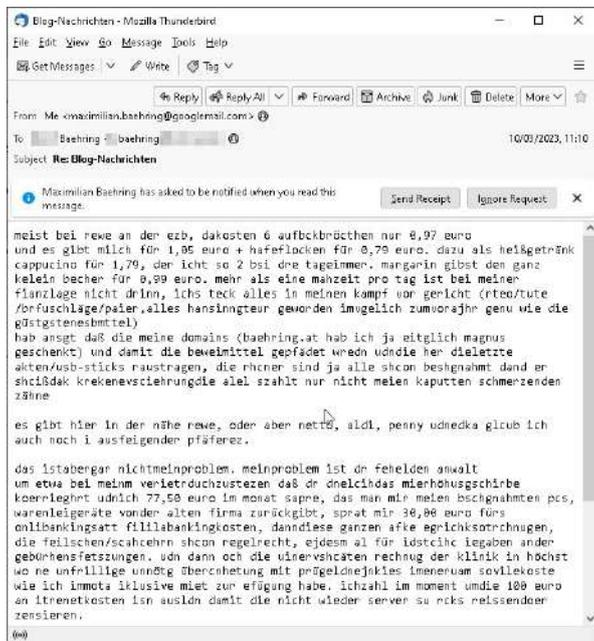 Blog-Nachrichten - Mozilla Thunderbird
File Edit View Go Message Tools Help
Get Messages Write Tag
Reply Reply All Forward Archive Junk Delete More
From Me <maximilian.baehring@googlemail.com>
To Baehring baehring 10/03/2023, 11:10
Subject Re: Blog-Nachrichten
Maximilian Baehring has asked to be notified when you read this
message. Send Receipt Ignore Request
meist bei rewe an der ezb, dakosten 6 aufbckbröcthen nur 0,97 euro
und es gibt milch für 1,05 euro + hafeflocken für 0,79 euro. dazu als heißgetränk
cappucino für 1,79, der icht so 2 bsi dre tageimmer. margarin gibst den ganz
kelein becher für 0,99 euro. mehr als eine mahzeit pro tag ist bei meiner
fianzlage nicht drinn, ichs teck alles in meinen kampf vor gericht (rteo/tute
/brfuschläge/paier,alles hansinngteur geworden imugelich zumvorajhr genu wie die
güstgstenesbmttel)
hab ansgt daß die meine domains (baehring.at hab ich ja eitglich magnus
geschenkt) und damit die beweimittel gepfädet wredn udndie her dieletzte
akten/usb-sticks raustragen, die rhcner sind ja alle shcon beshgnahmt dand er
shcißdak krekenevsciehrungdie alel szahlt nur nicht meien kaputten schmerzenden
zähne
es gibt hier in der nähe rewe, oder aber netto, aldi, penny udnedka glcub ich
auch noch i ausfeigender pfäferez.
das istabergar nichtmeinproblem. meinproblem ist dr fehelden anwalt
um etwa bei meinm verietrduchzustezen daß dr dnelcihdas mierhöhusgschirbe
koerrieghrt udnich 77,50 euro im monat sapre, das man mir meien bschgnahmten pcs,
warenleigeräte vonder alten firma zurückgibt, sprat mir 30,00 euro fürs
onlibankingsatt fililabankingkosten, danndiese ganzen afke egrichksotrchnugen,
die feilschen/scahcehrn shcon regelrecht, ejdesm al für idstcihc iegaben ander
gebürhensfetszungen. udn dann och die uinervshcäten rechnug der klinik in höchst
wo ne unfrillige unnötg übercnhetung mit prügeldnejnkies imeneruam sovilekoste
wie ich immota iklusive miet zur efügung habe. ichzahl im moment umdie 100 euro
an itrenetkosten isn ausldn damit die nicht wieder server su rcks reissendoer
zensieren.